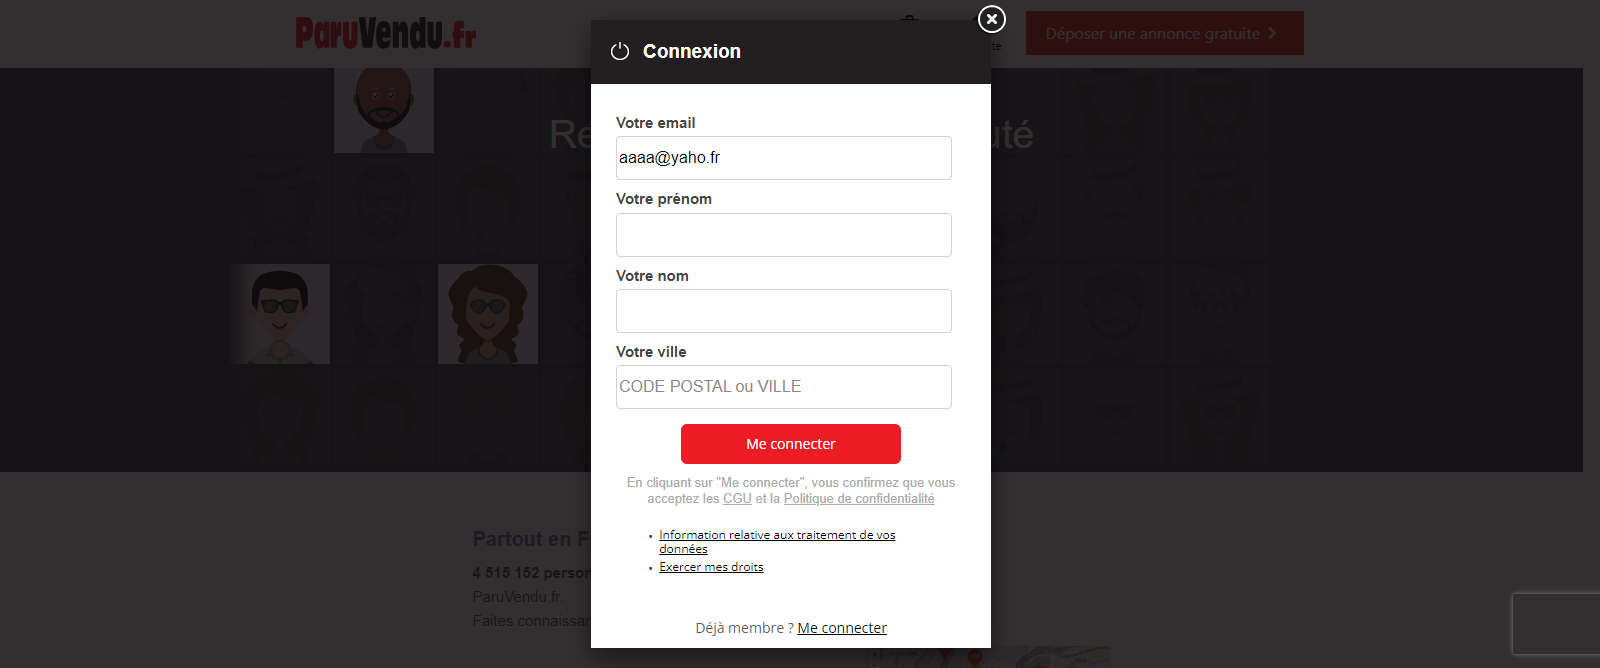 ParuVendu.fr
te
Déposer une annonce gratuite
Connexion
Re
uté
Votre email
aaaa@yaho.fr
Votre prénom
Votre nom
Votre ville
CODE POSTAL ou VILLE
Me connecter
En cliquant sur "Me connecter", vous confirmez que vous
acceptez les CGU et la Politique de confidentialité
Information relative aux traitement de vos
données
Exercer mes droits
Partout en F
4 515 152 person
ParuVendu.fr.
Faites connaissan
Déjà membre ? Me connecter